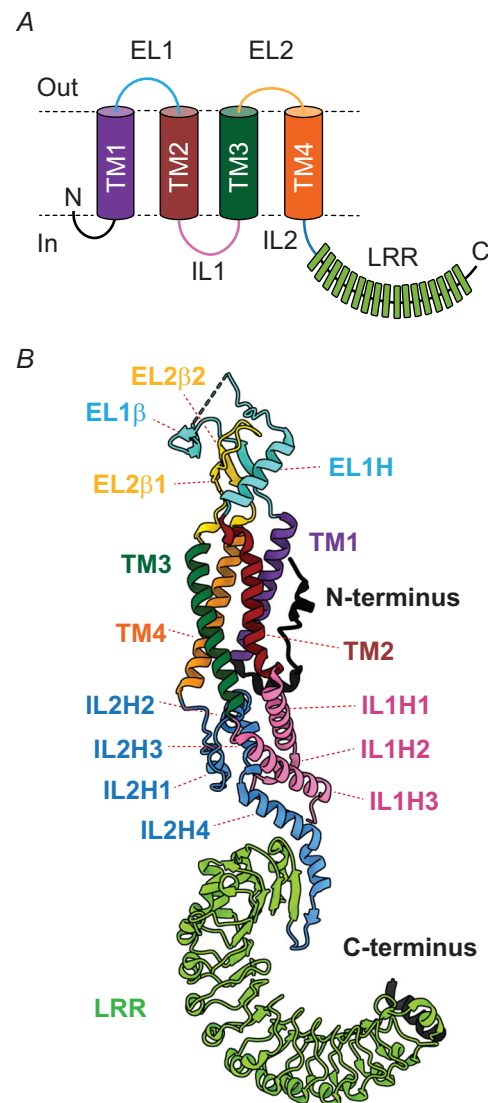 A
EL1 EL2
Out
TM1 TM2 TM3 TM4
N
In IL1 IL2 LRR C
B
EL2β2
EL1β
EL2β1 EL1H
TM3 TM1
N-terminus
TM4 TM2
IL2H2 IL1H1
IL2H3 IL1H2
IL2H1 IL1H3
IL2H4
C-terminus
LRR